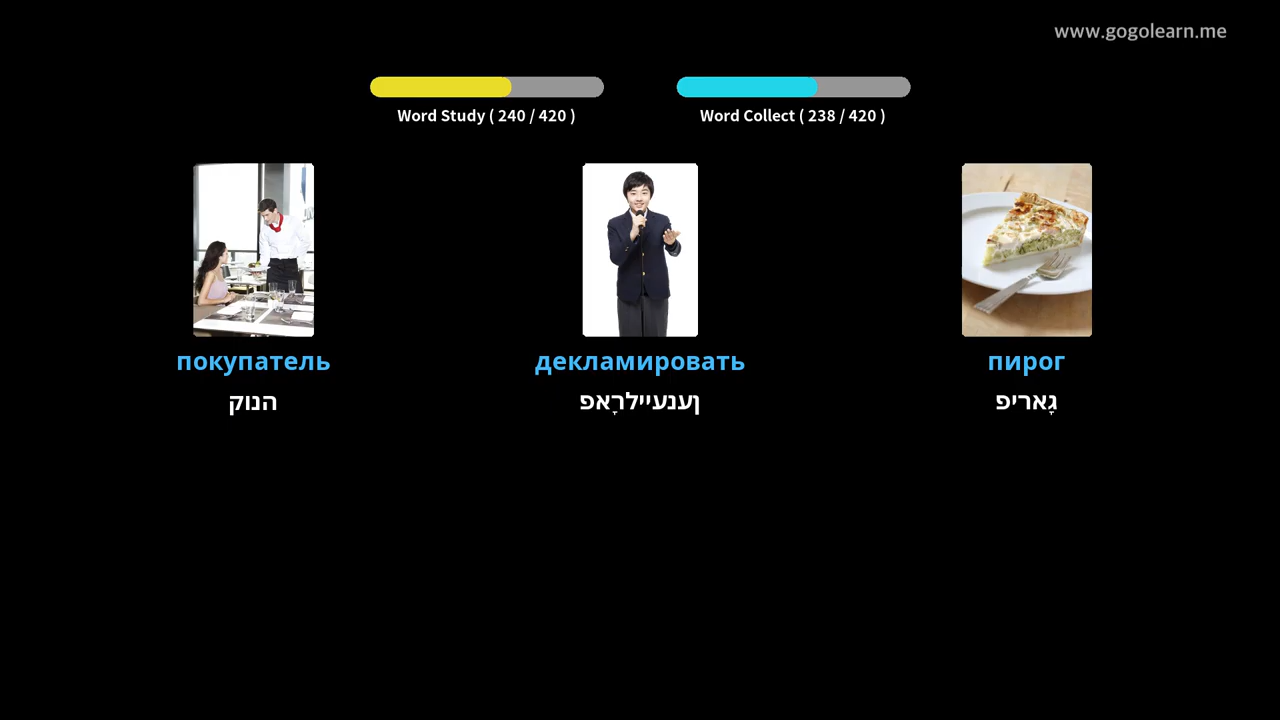 www.gogolearn.me
Word Study ( 240 / 420 )
Word Collect ( 238 / 420 )
покупатель
декламировать
пирог
הנוק
ןענעיילרָאפ
גָאריפ